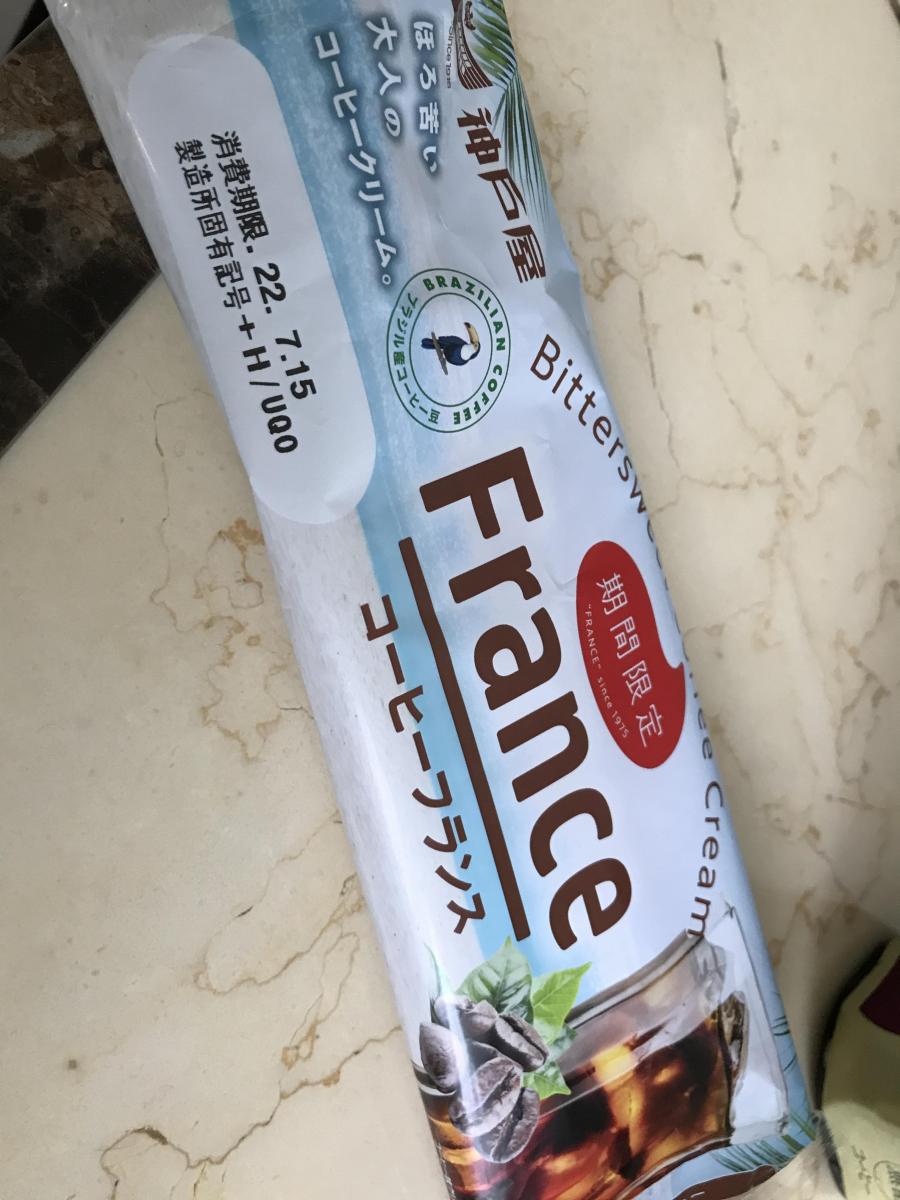 since 1918
神戸屋
ほろ苦い
大人の
コーヒークリーム。
消費期限. 22. 7.15
製造所固有記号+H/UQ0
BRAZILIAN COFFEE
ブラジル産コーヒー豆
Cream
期間限定
"FRANCE" since 1975
France
コーヒーフランス